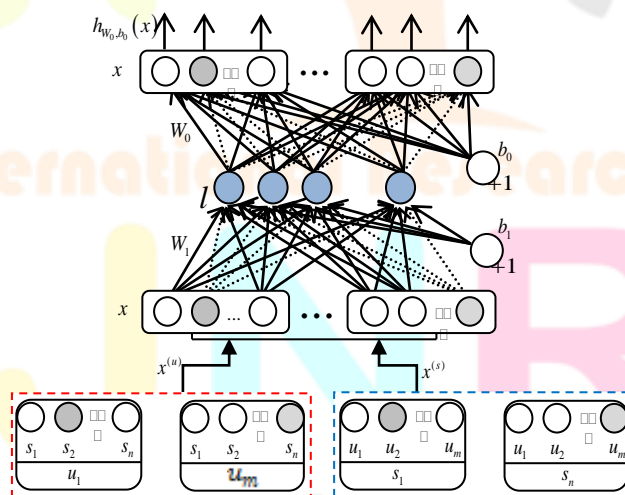 h_{W_0,b_0}(x)
x ...
W_0 b_0
+1
l
W_1 b_1
+1
x ... ...
x^{(u)} x^{(s)}
s_1 s_2 s_n s_1 s_2 s_n u_1 u_2 u_m u_1 u_2 u_m
u_1 u_m s_1 s_n